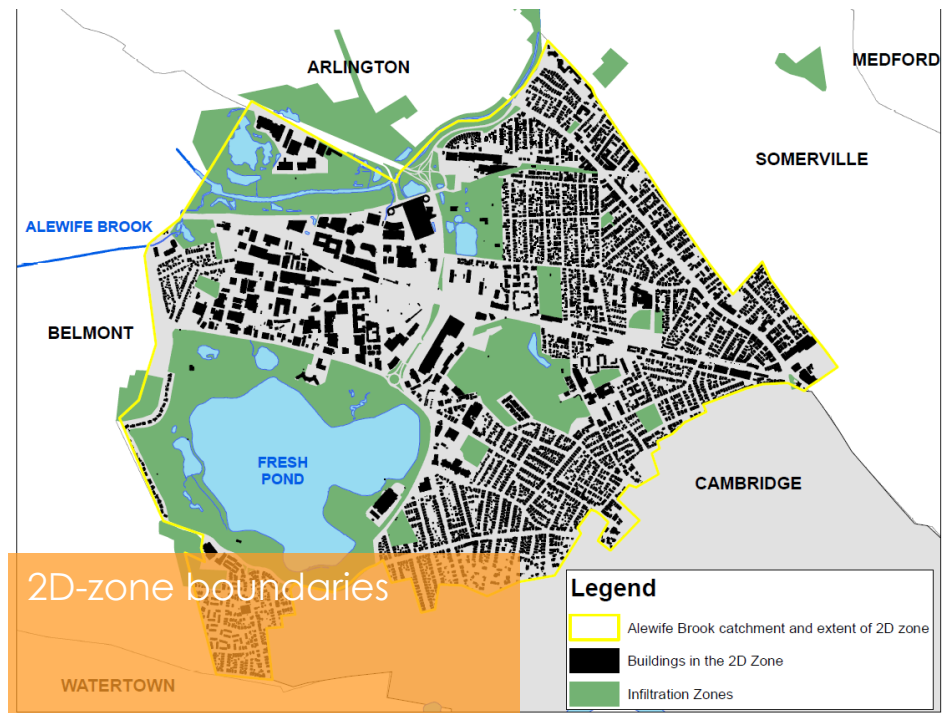 ARLINGTON
MEDFORD
SOMERVILLE
ALEWIFE BROOK
BELMONT
FRESH
POND
CAMBRIDGE
2D-zone boundaries
WATERTOWN
Legend
Alewife Brook catchment and extent of 2D zone
Buildings in the 2D Zone
Infiltration Zones